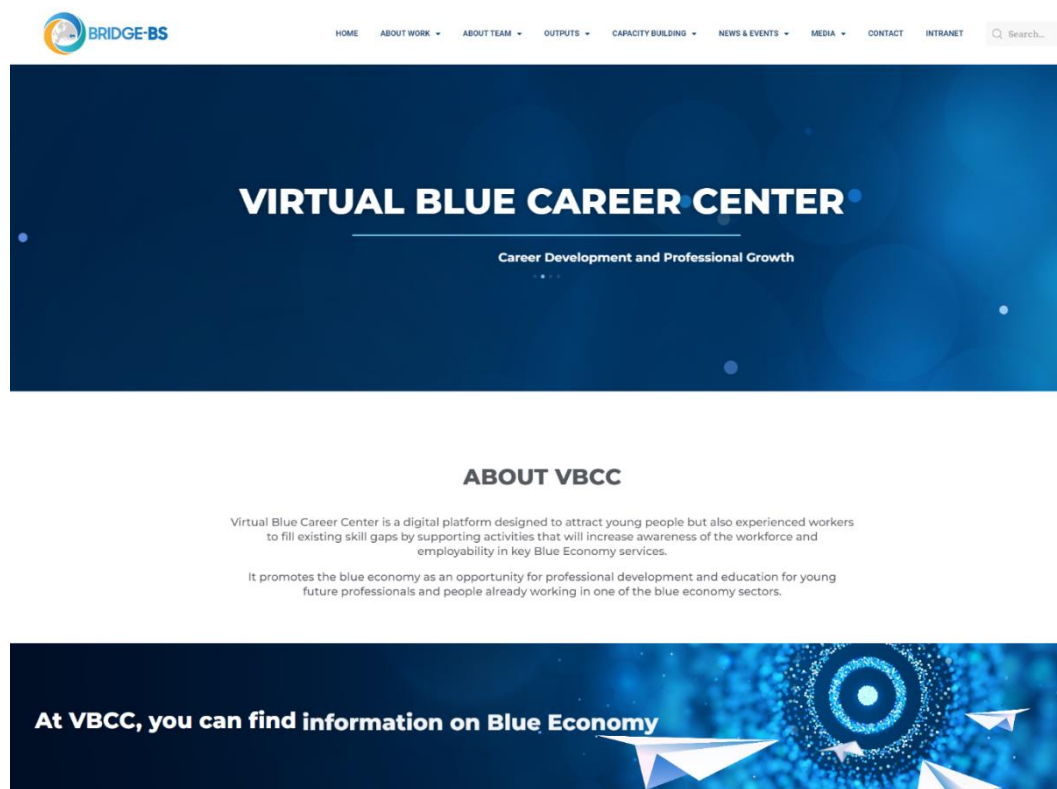 BRIDGE-BS
HOME ABOUT WORK ABOUT TEAM OUTPUTS CAPACITY BUILDING NEWS & EVENTS MEDIA CONTACT INTRANET Search...
VIRTUAL BLUE CAREER CENTER
Career Development and Professional Growth
ABOUT VBCC
Virtual Blue Career Center is a digital platform designed to attract young people but also experienced workers
to fill existing skill gaps by supporting activities that will increase awareness of the workforce and
employability in key Blue Economy services.
It promotes the blue economy as an opportunity for professional development and education for young
future professionals and people already working in one of the blue economy sectors.
At VBCC, you can find information on Blue Economy